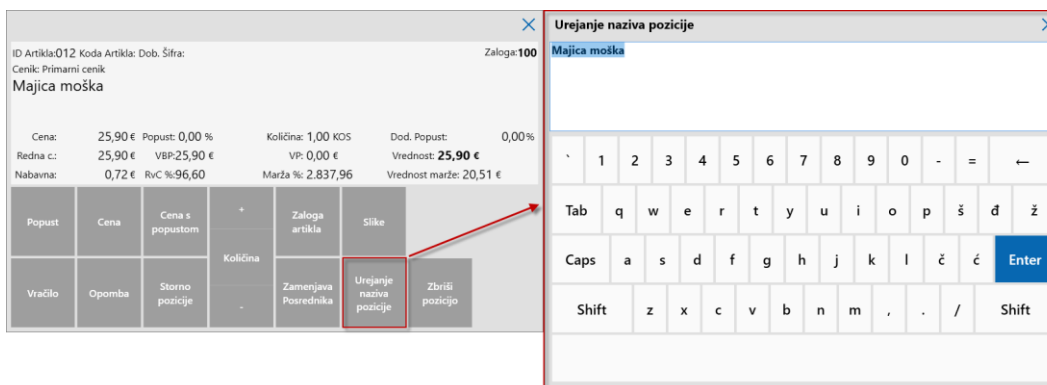 ID Artikla:012 Koda Artikla: Dob. Šifra: Zaloga:100
Cenik: Primarni cenik
Majica moška
Cena: 25,90 € Popust: 0,00 % Količina: 1,00 KOS Dod. Popust: 0,00%
Redna c.: 25,90 € VBP:25,90 € VP: 0,00 € Vrednost: 25,90 €
Nabavna: 0,72 € RvC %:96,60 Marža %: 2.837,96 Vrednost marže: 20,51 €
Popust
Cena
Cena s
popustom
+
Količina
-
Zaloga
artikla
Slike
Vračilo
Opomba
Storno
pozicije
Zamenjava
Posrednika
Urejanje
naziva
pozicije
Zbriši
pozicijo
Urejanje naziva pozicije
Majica moška
` 1 2 3 4 5 6 7 8 9 0 - = ←
Tab q w e r t y u i o p š đ ž
Caps a s d f g h j k l č ć Enter
Shift z x c v b n m , . / Shift